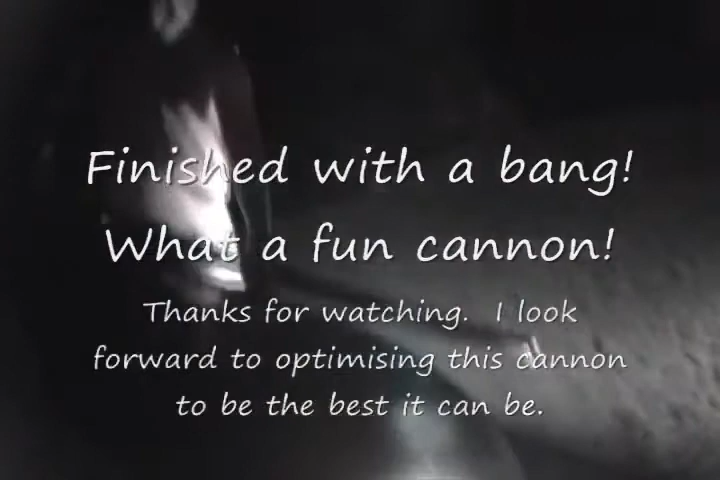 Finished with a bang!
What a fun cannon!
Thanks for watching.  I look
forward to optimising this cannon
to be the best it can be.